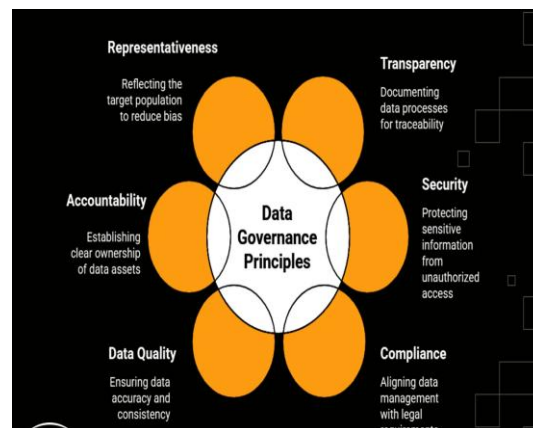 Representativeness
Reflecting the
target population
to reduce bias
Transparency
Documenting
data processes
for traceability
Accountability
Establishing
clear ownership
of data assets
Data
Governance
Principles
Security
Protecting
sensitive
information
from
unauthorized
access
Data Quality
Ensuring data
accuracy and
consistency
Compliance
Aligning data
management
with legal
requirements